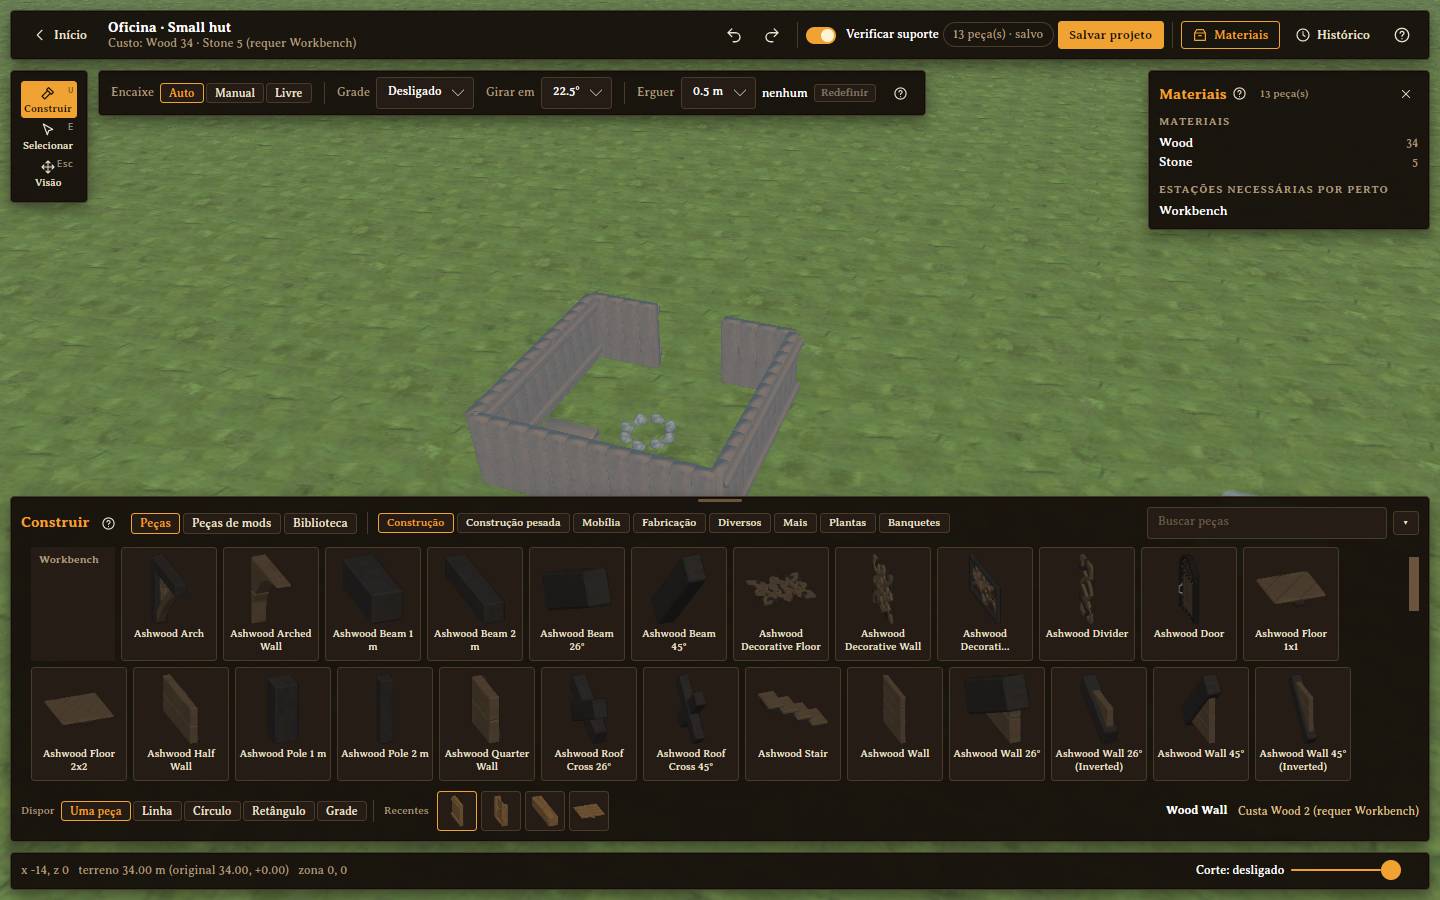 Início
Oficina · Small hut
Custo: Wood 34 · Stone 5 (requer Workbench)
Verificar suporte
13 peça(s) · salvo
Salvar projeto
Materiais
Histórico
Construir
U
Selecionar
E
Visão
Esc
Encaixe
Auto
Manual
Livre
Grade
Desligado
Girar em
22.5°
Erguer
0.5 m
nenhum
Redefinir
Materiais
13 peça(s)
MATERIAIS
Wood 34
Stone 5
ESTAÇÕES NECESSÁRIAS POR PERTO
Workbench
Construir
Peças
Peças de mods
Biblioteca
Construção
Construção pesada
Mobília
Fabricação
Diversos
Mais
Plantas
Banquetes
Buscar peças
Workbench
Ashwood Arch
Ashwood Arched
Wall
Ashwood Beam 1
m
Ashwood Beam 2
m
Ashwood Beam
26°
Ashwood Beam
45°
Ashwood
Decorative Floor
Ashwood
Decorative Wall
Ashwood
Decorati...
Ashwood Divider
Ashwood Door
Ashwood Floor
1x1
Ashwood Floor
2x2
Ashwood Half
Wall
Ashwood Pole 1 m
Ashwood Pole 2 m
Ashwood Quarter
Wall
Ashwood Roof
Cross 26°
Ashwood Roof
Cross 45°
Ashwood Stair
Ashwood Wall
Ashwood Wall 26°
Ashwood Wall 26°
(Inverted)
Ashwood Wall 45°
Ashwood Wall 45°
(Inverted)
Dispor
Uma peça
Linha
Círculo
Retângulo
Grade
Recentes
Wood Wall
Custa Wood 2 (requer Workbench)
x -14, z 0 terreno 34.00 m (original 34.00, +0.00) zona 0, 0
Corte: desligado